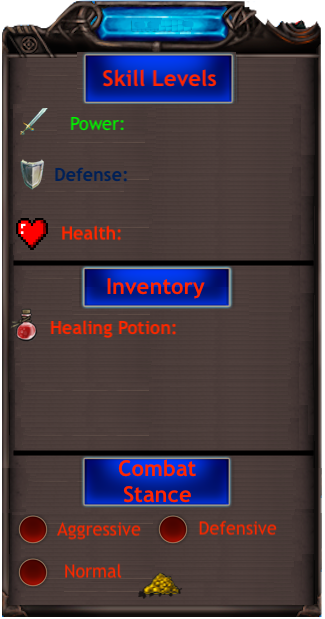 Skill Levels
Power:
Defense:
Health:
Inventory
Healing Potion:
Combat
Stance
Aggressive
Defensive
Normal